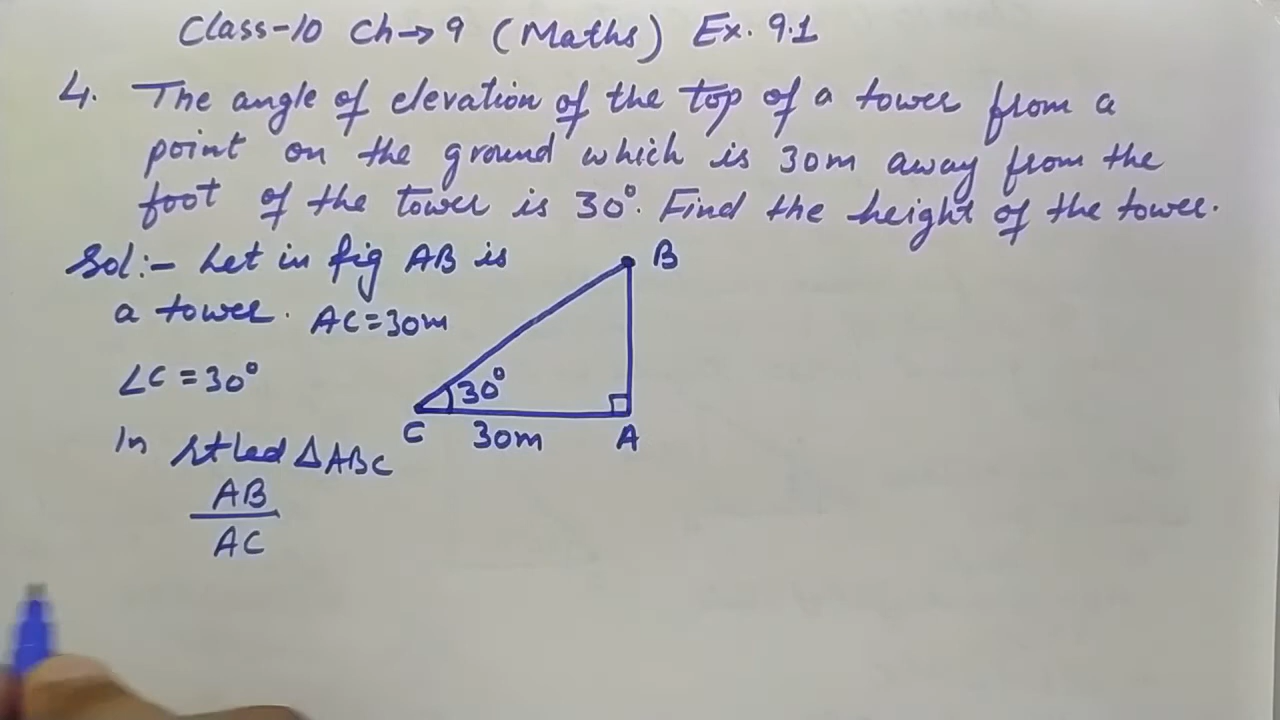 Class-10 Ch→9 (Maths) Ex. 9.1
4. The angle of elevation of the top of a tower from a
point on the ground which is 30m away from the
foot of the tower is 30°. Find the height of the tower.
Sol:- Let in fig AB is
a tower. AC=30m
∠C=30°
In rt∠ed ΔABC
AB
AC
B
30°
C
30m
A